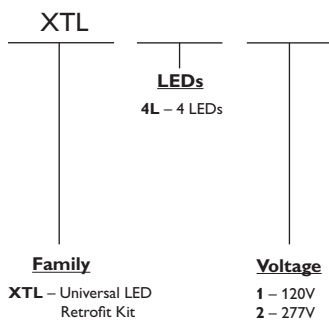 XTL
LEDs
4L – 4 LEDs
Family
XTL – Universal LED
Retrofit Kit
Voltage
1 – 120V
2 – 277V